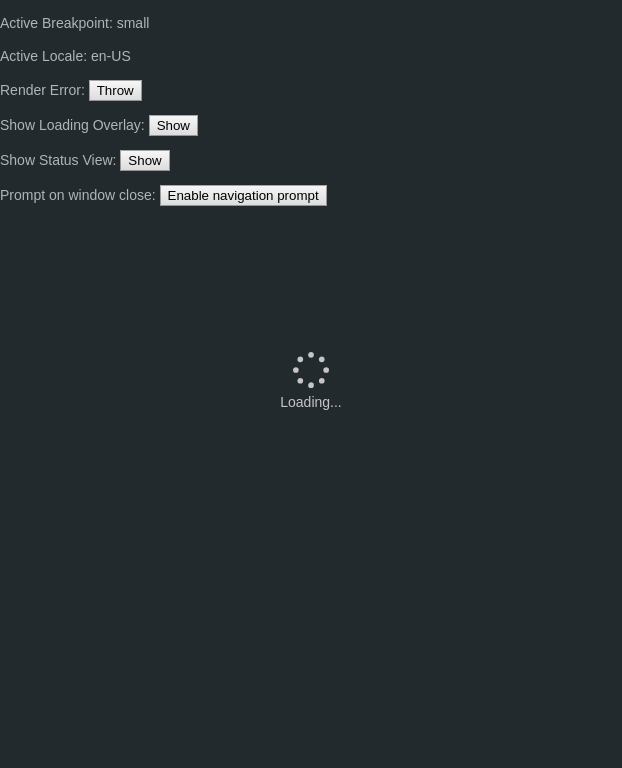 Active Breakpoint: small
Active Locale: en-US
Render Error: Throw
Show Loading Overlay: Show
Show Status View: Show
Prompt on window close: Enable navigation prompt
Loading...